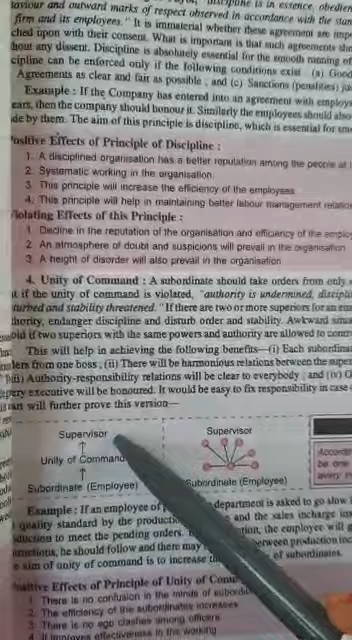 aviour and outward marks of respect observed in accordance with the stan
firm and its employees." It is immaterial whether these agreement are
ched upon with their consent. What is important is that such agreements
hout any dissent. Discipline is absolutely essential for the smooth running of
cipline can be enforced only if the following conditions exist (a) Good
Agreements as clear and fair as possible and (c) Sanctions (penalties)
Example : If the Company has entered into an agreement with employ
ears, then the company should honour it. Similarly the employees should
de by them. The aim of this principle is discipline, which is essential for
ositive Effects of Principle of Discipline :
1. A disciplined organisation has a better reputation among the people at
2. Systematic working in the organisation.
3 This principle will increase the efficiency of the employees
4. This principle will help in maintaining better labour management relation
iolating Effects of this Principle :
1. Decline in the reputation of the organisation and efficiency of the
2. An atmosphere of doubt and suspicions will prevail in the organisation
3 A height of disorder will also prevail in the organisation
4. Unity of Command : A subordinate should take orders from only
t if the unity of command is violated, "authority is undermined,
turbed and stability threatened." If there are two or more superiors for an
thority, endanger discipline and disturb order and stability. Awkward
oid if two superiors with the same powers and authority are allowed to
This will help in achieving the following benefits—(i) Each subordina
ders from one boss , (ii) There will be harmonious relations between the
(iii) Authority-responsibility relations will be clear to everybody , and (iv)
executive will be honoured. It would be easy to fix responsibility in case
can will further prove this version—
Supervisor
Unity of Command
Subordinate (Employee)
Supervisor
Subordinate (Employee)
Accord
be one
every
Example : If an employee of department is asked to go slow
quality standard by the and the sales incharge
to meet the pending orders. the employee will
he should follow and there may between production
aim of unity of command is to increase of subordinates.
ositive Effects of Principle of Unity of
1 There is no confusion in the minds of
2. The efficiency of the subordinates increases
3 There is no ego clashes among officers
4 It improves effectiveness in the working